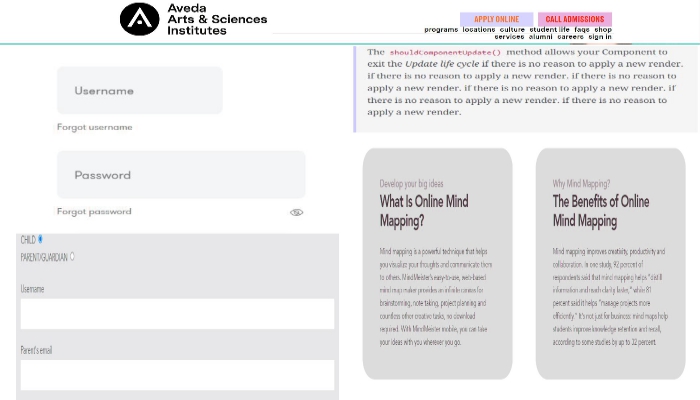 Aveda
Arts & Sciences
Institutes
APPLY ONLINE
CALL ADMISSIONS
programs locations culture student life faqs shop
services alumni careers sign in
Username
Forgot username
Password
Forgot password
CHILD
PARENT/GUARDIAN
Username
Parent's email
The shouldComponentUpdate() method allows your Component to
exit the Update life cycle if there is no reason to apply a new render.
if there is no reason to apply a new render. if there is no reason to
apply a new render. if there is no reason to apply a new render. if
there is no reason to apply a new render. if there is no reason to
apply a new render.
Develop your big ideas
What Is Online Mind
Mapping?
Mind mapping is a powerful technique that helps
you visualize your thoughts and communicate them
to others. MindMeister's easy-to-use, web-based
mind map maker provides an infinite canvas for
brainstorming, note taking, project planning and
countless other creative tasks, no download
required. With MindMeister mobile, you can take
your ideas with you wherever you go.
Why Mind Mapping?
The Benefits of Online
Mind Mapping
Mind mapping improves creativity, productivity and
collaboration. In one study, 92 percent of
respondents said that mind mapping helps "distill
information and reach clarity faster," while 81
percent said it helps "manage projects more
efficiently." It's not just for business: mind maps help
students improve knowledge retention and recall,
according to some studies by up to 32 percent.